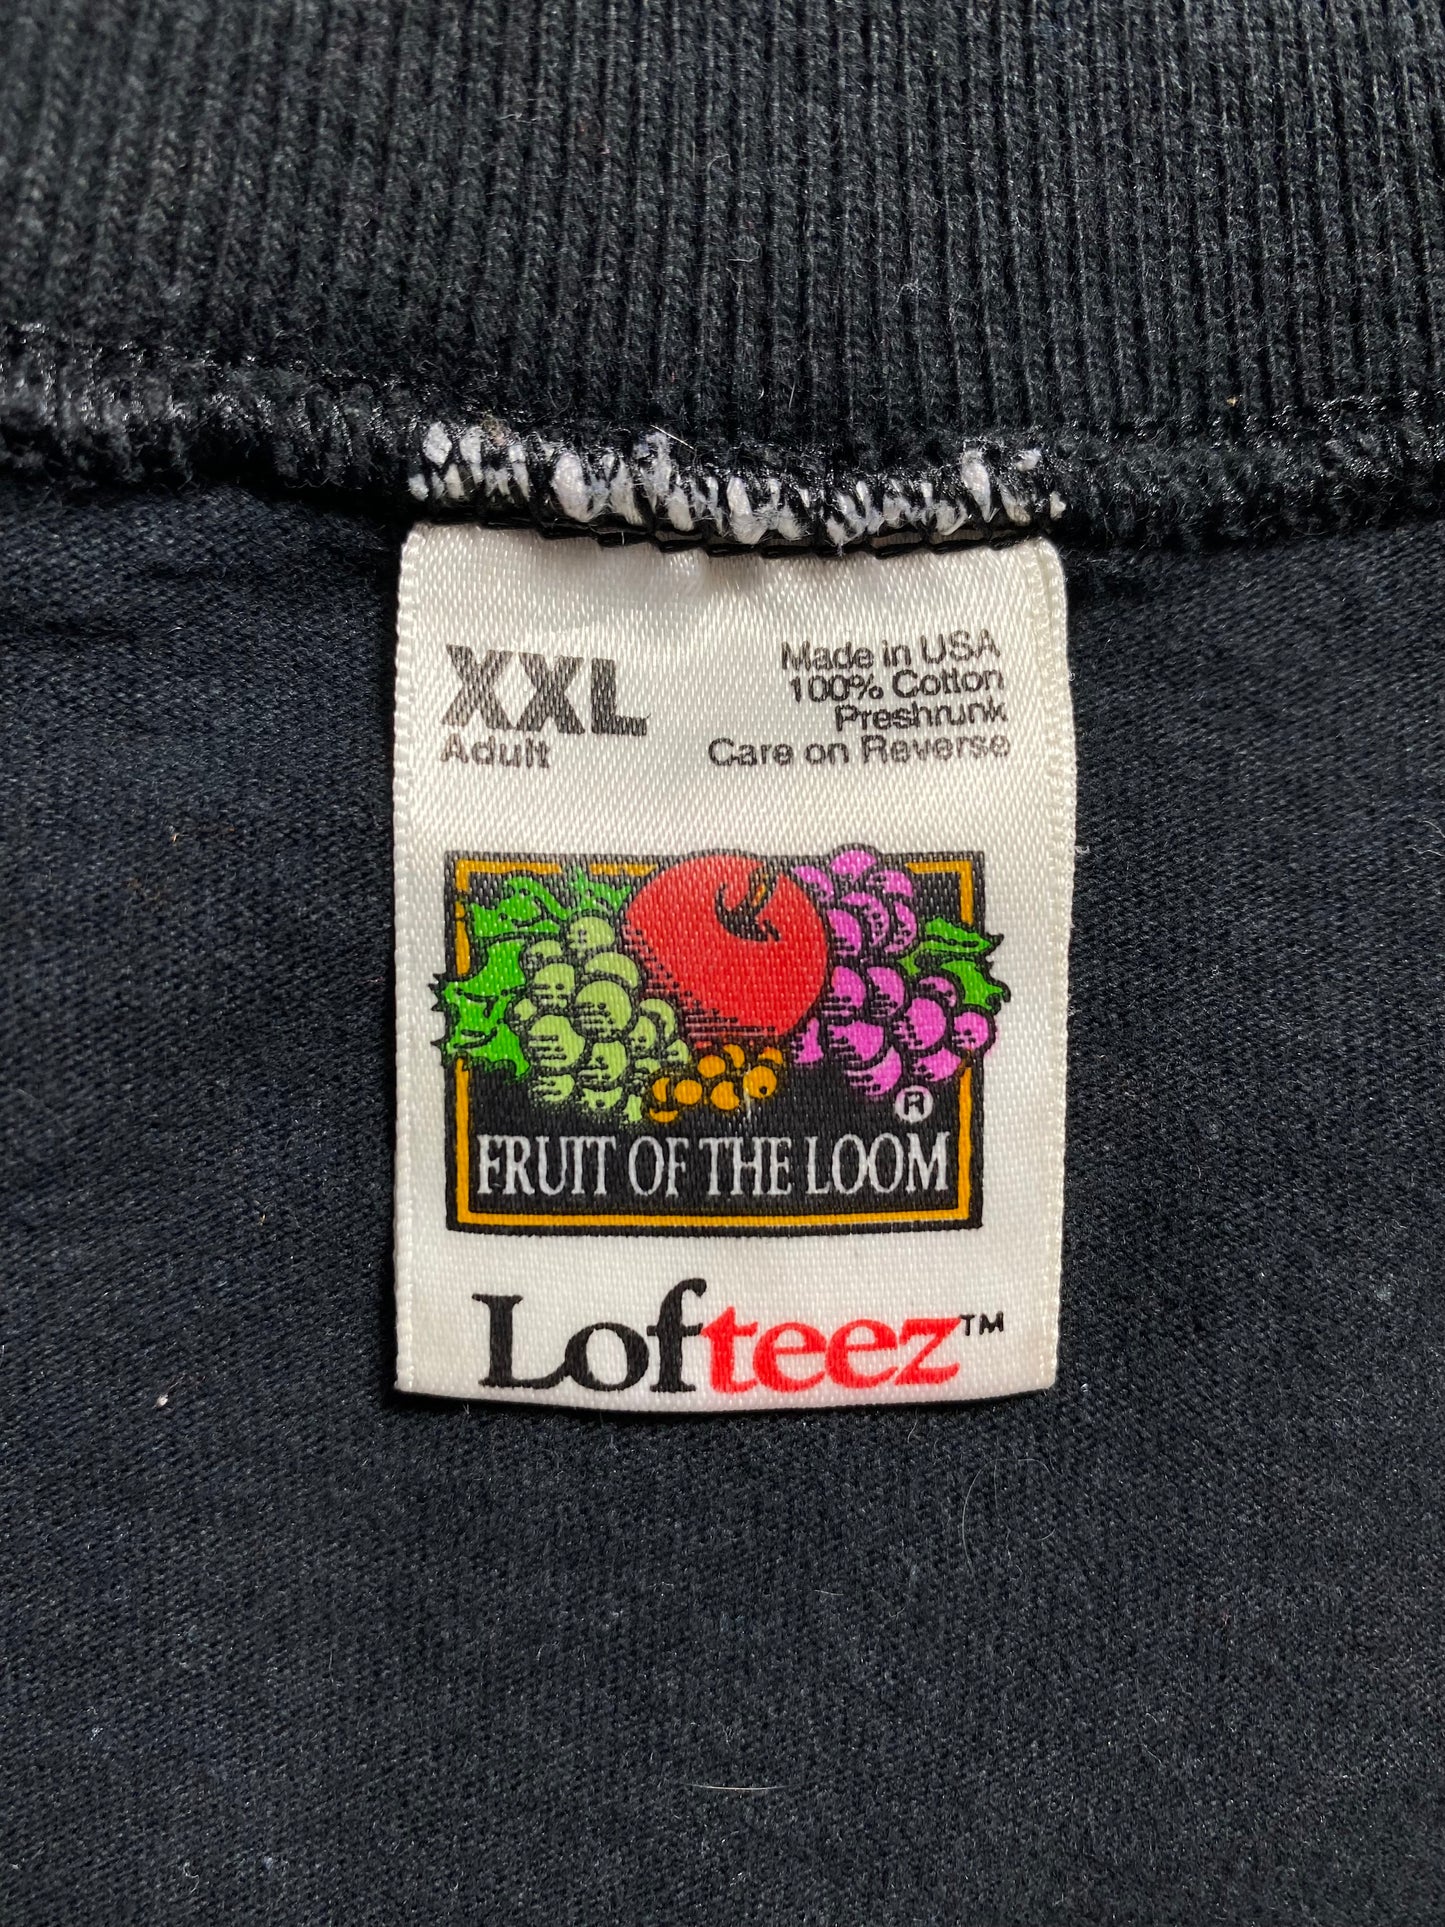 XXL
Adult
Made in USA
100% Cotton
Preshrunk
Care on Reverse
®
FRUIT OF THE LOOM
Lofteez™